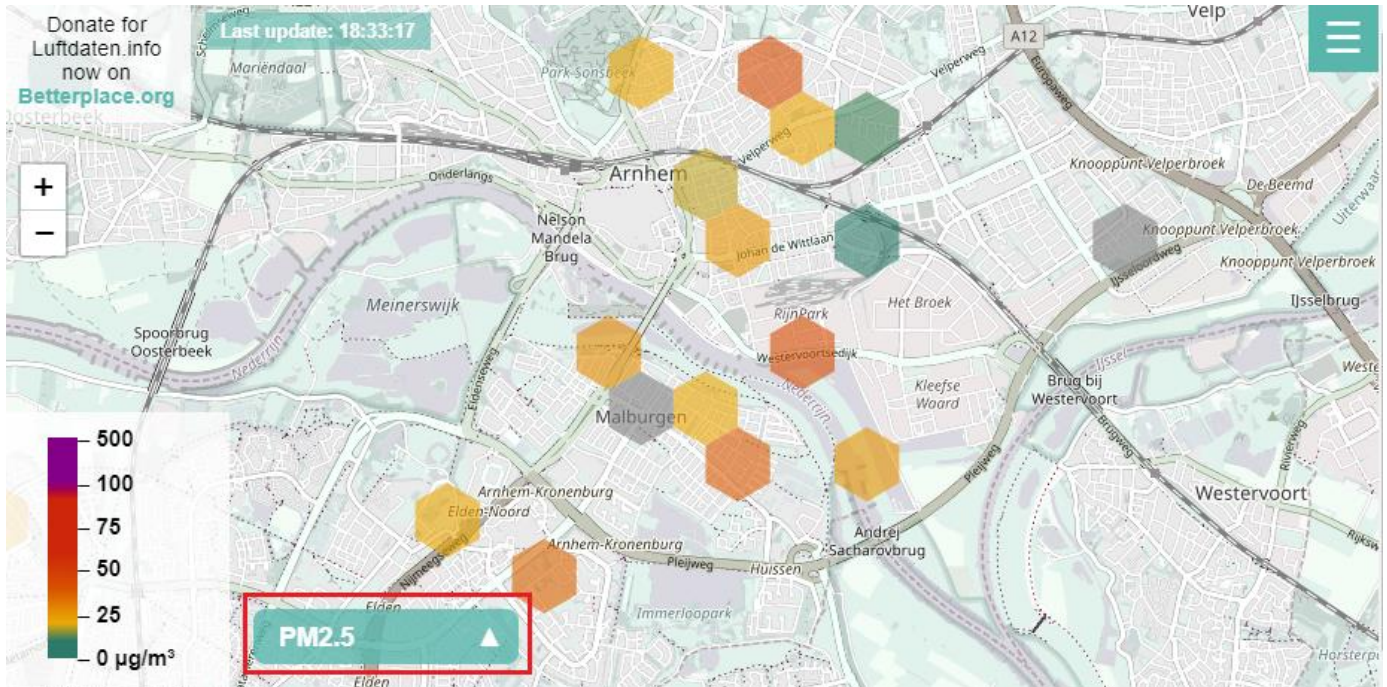 Donate for
Luftdaten.info
now on
Betterplace.org
Last update: 18:33:17
Velp
A12
Mariëndaal
Park Sonsbeek
Velperweg
Europaweg
Oosterbeek
+
−
Onderlangs
Arnhem
Velperweg
Knooppunt Velperbroek
De Beemd
Nelson
Mandela
Brug
Johan de Wittlaan
Knooppunt Velperbroek
IJsseloordweg
Knooppunt Velperbroek
Meinerswijk
Het Broek
RijnPark
IJsselbrug
Spoorbrug
Oosterbeek
Nederrijn
Eldenseweg
Westervoortsedijk
Nederrijn
IJssel
Kleefse
Waard
Brug bij
Westervoort
Brugweg
Rivierweg
Malburgen
Pleijweg
Westervoort
500
100
75
50
25
0 µg/m³
Arnhem-Kronenburg
Elden-Noord
Nijmeegseweg
Arnhem-Kronenburg
Pleijweg
Huissen
Andrej
Sacharovbrug
Immerloopark
Elden
PM2.5 ▲
Elden